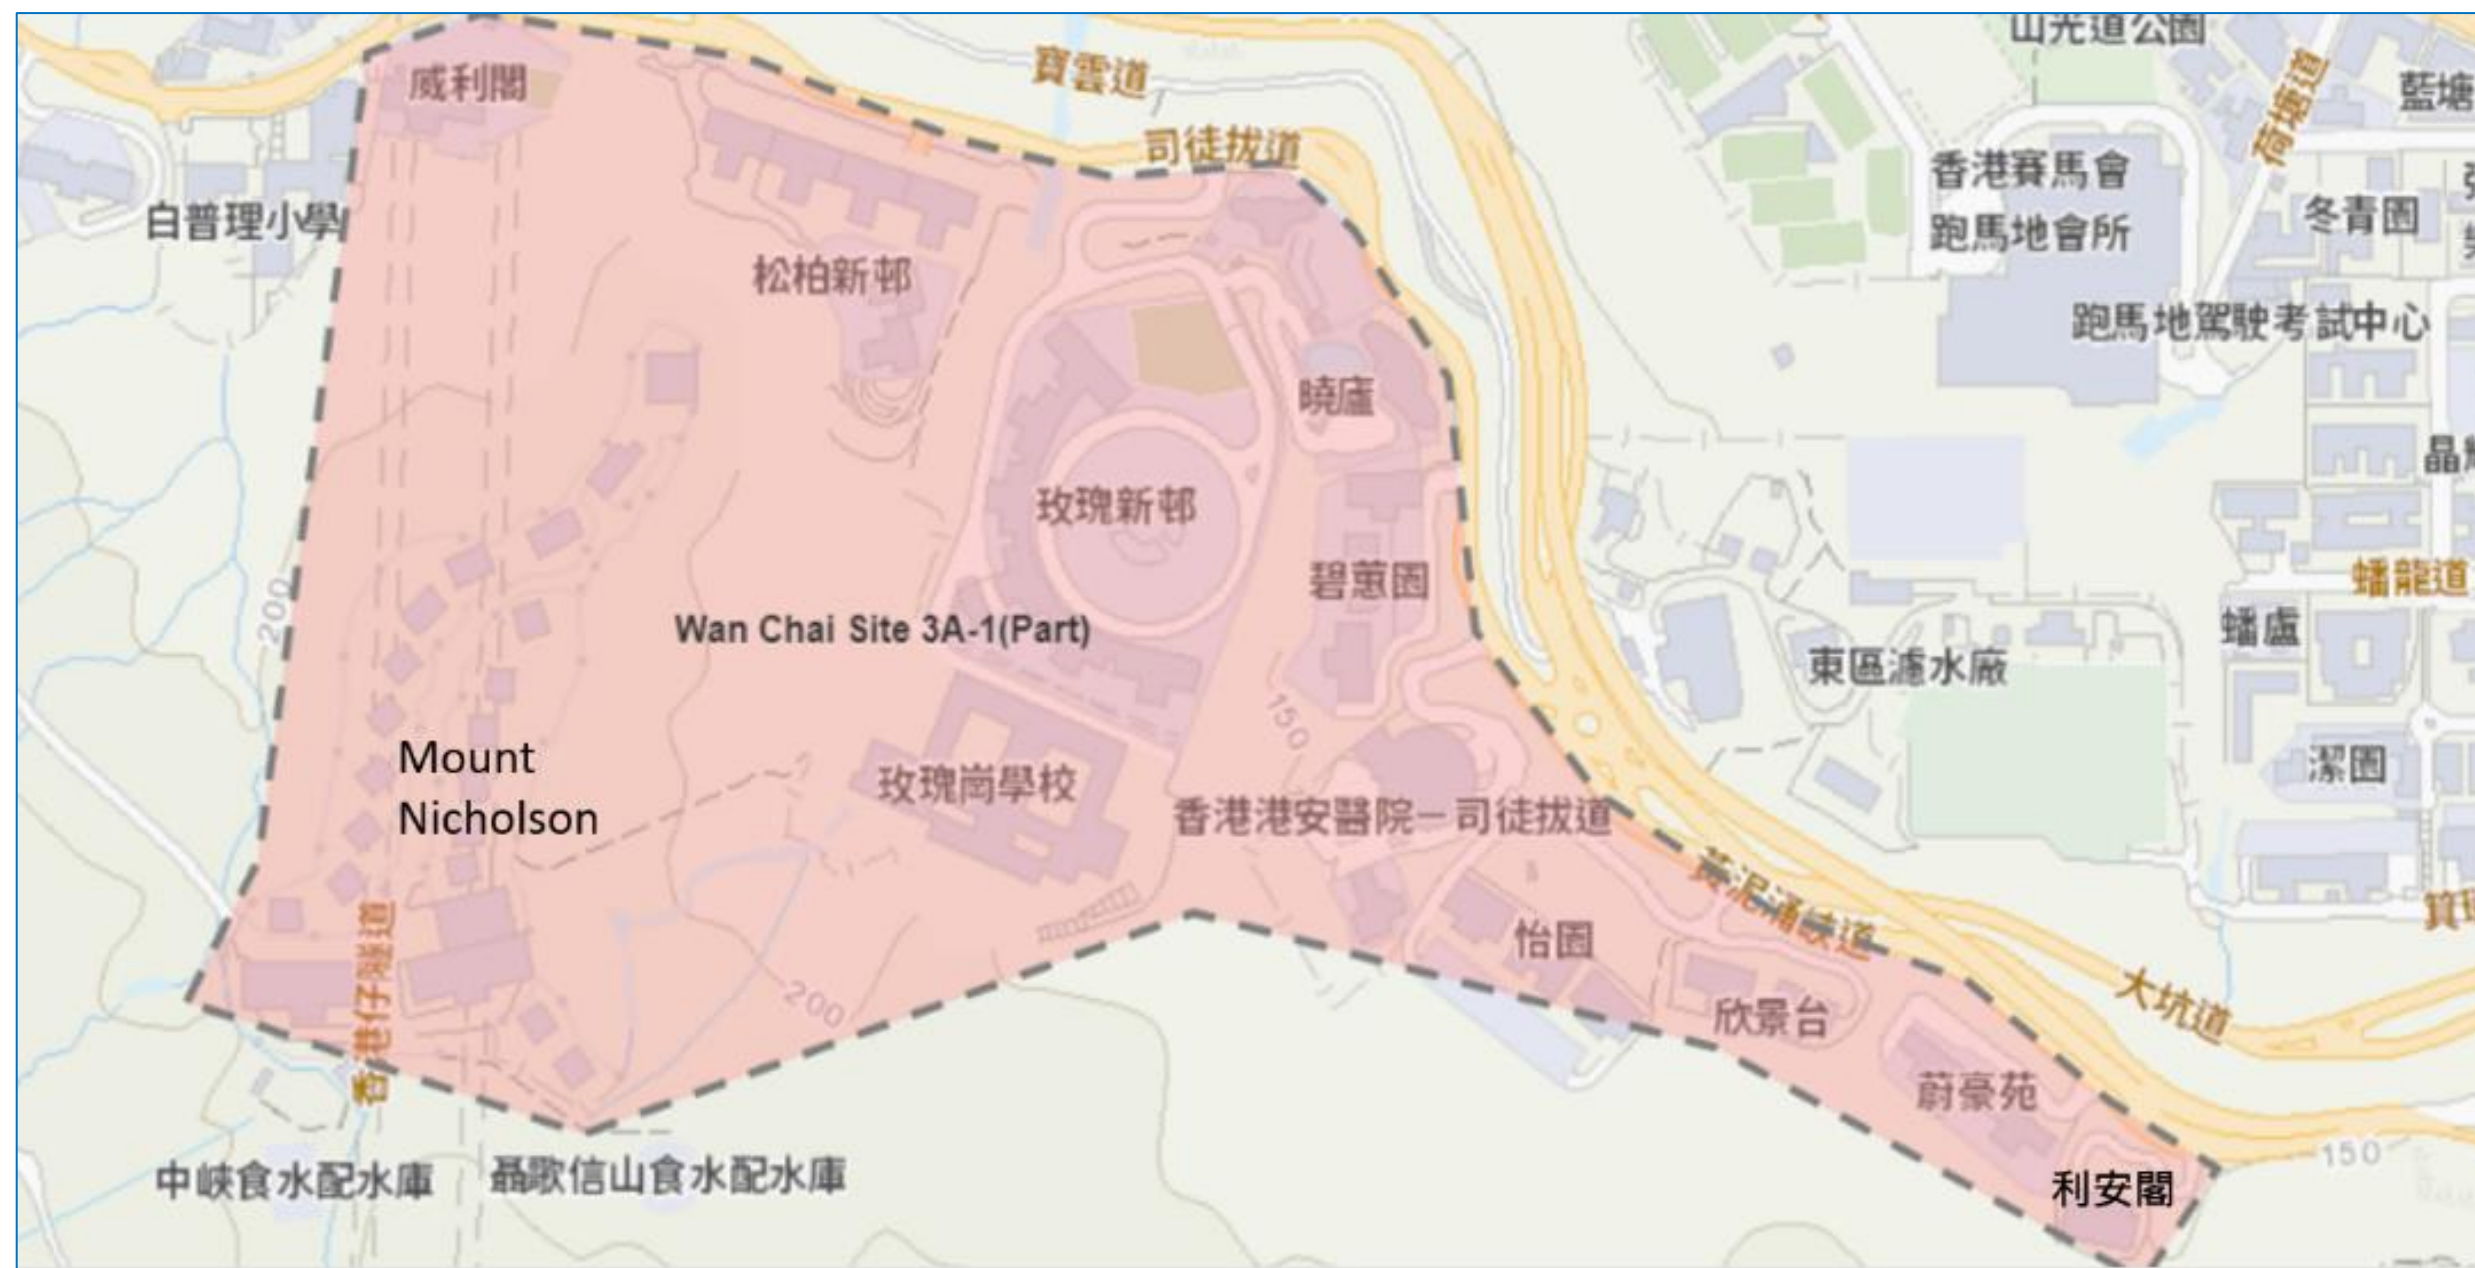 山光道公園
威利閣
寶雲道
藍塘
荷塘道
司徒拔道
香港賽馬會
跑馬地會所
白普理小學
冬青園
松柏新邨
跑馬地駕駛考試中心
曉廬
晶
玫瑰新邨
碧蕙園
蟠龍道
200
Wan Chai Site 3A-1(Part)
蟠廬
東區濾水廠
150
Mount
Nicholson
潔園
玫瑰崗學校
香港港安醫院－司徒拔道
黃泥涌峽道
怡園
香港仔隧道
200
欣景台
大坑道
蔚豪苑
150
中峽食水配水庫
聶歌信山食水配水庫
利安閣